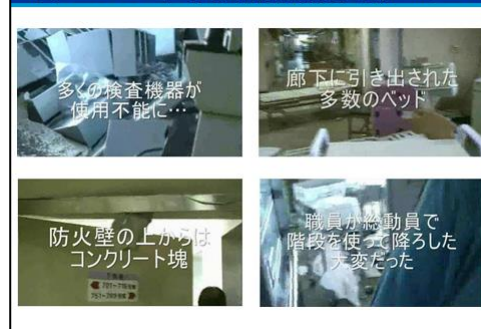 多くの検査機器が
使用不能に…
廊下に引き出された
多数のベッド
防火壁の上からは
コンクリート塊
職員が総動員で
階段を使って降ろした
大変だった